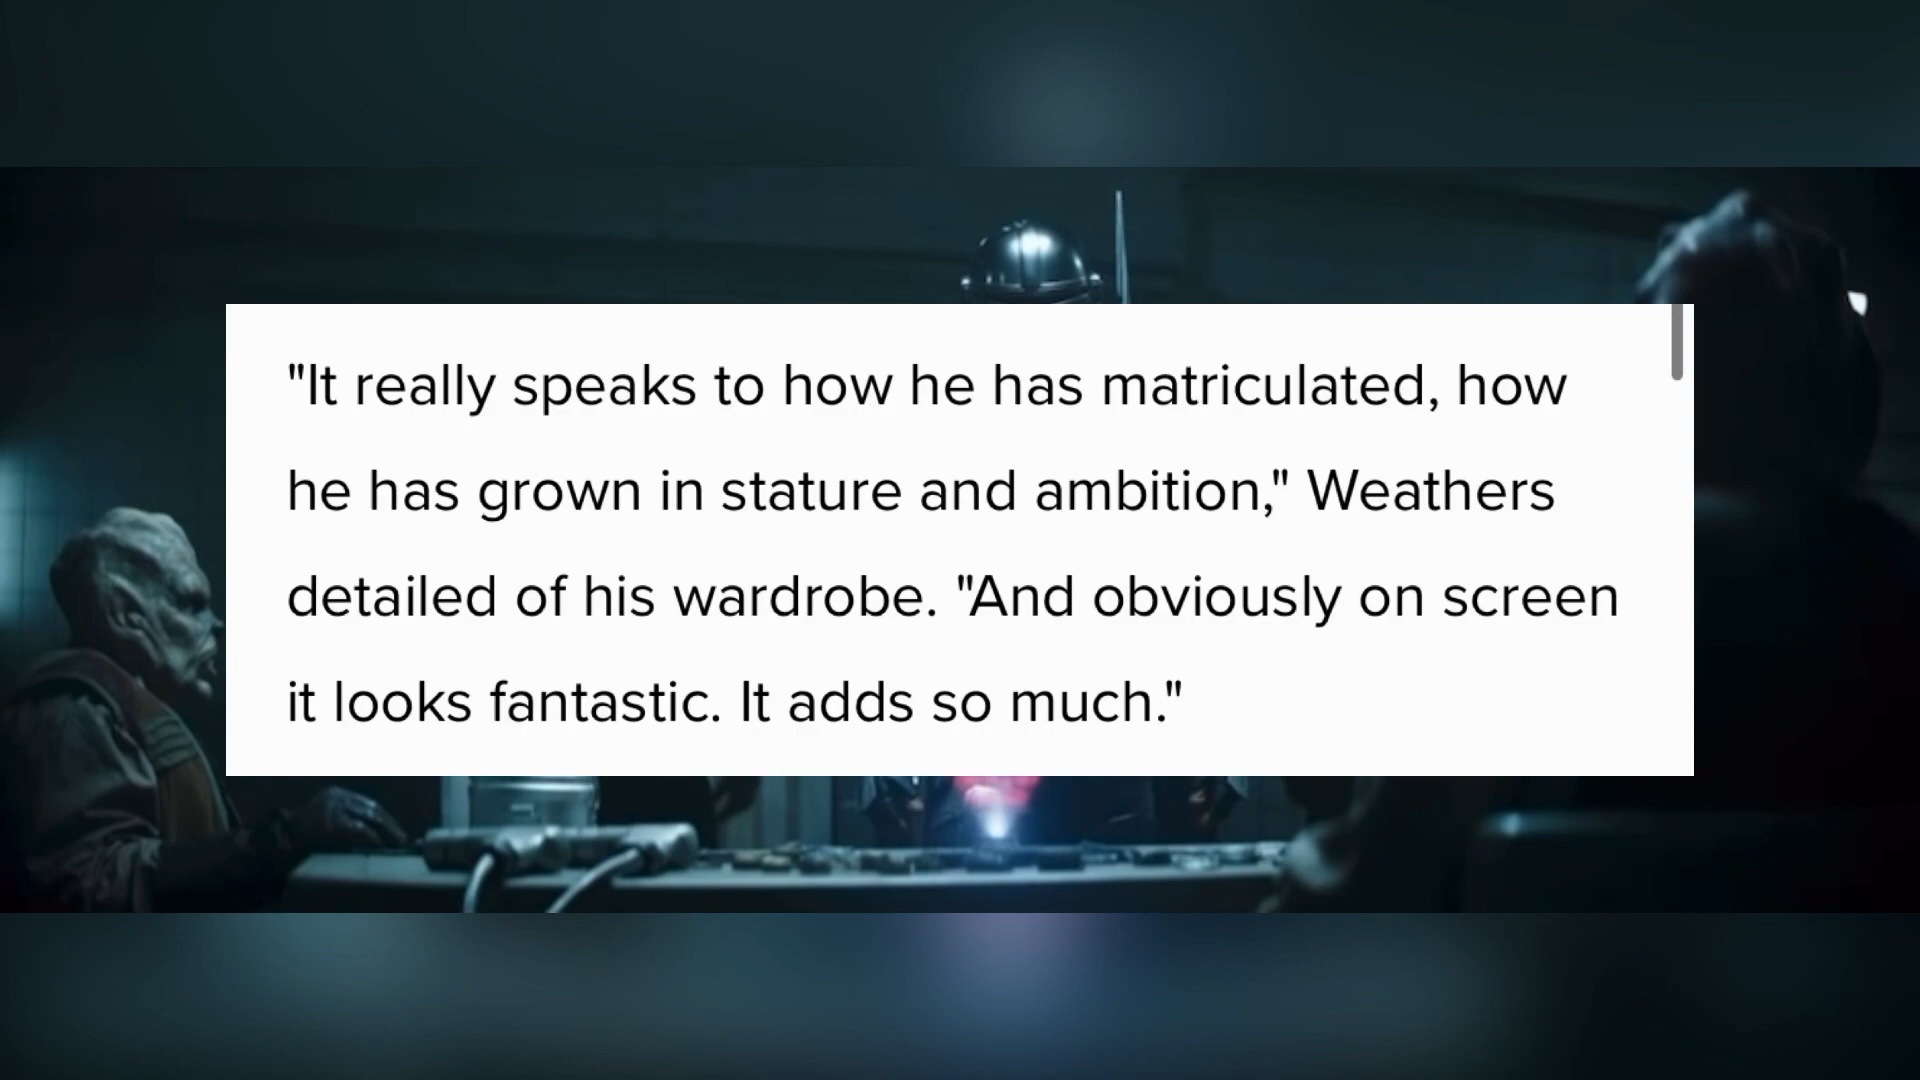 "It really speaks to how he has matriculated, how
he has grown in stature and ambition," Weathers
detailed of his wardrobe. "And obviously on screen
it looks fantastic. It adds so much."